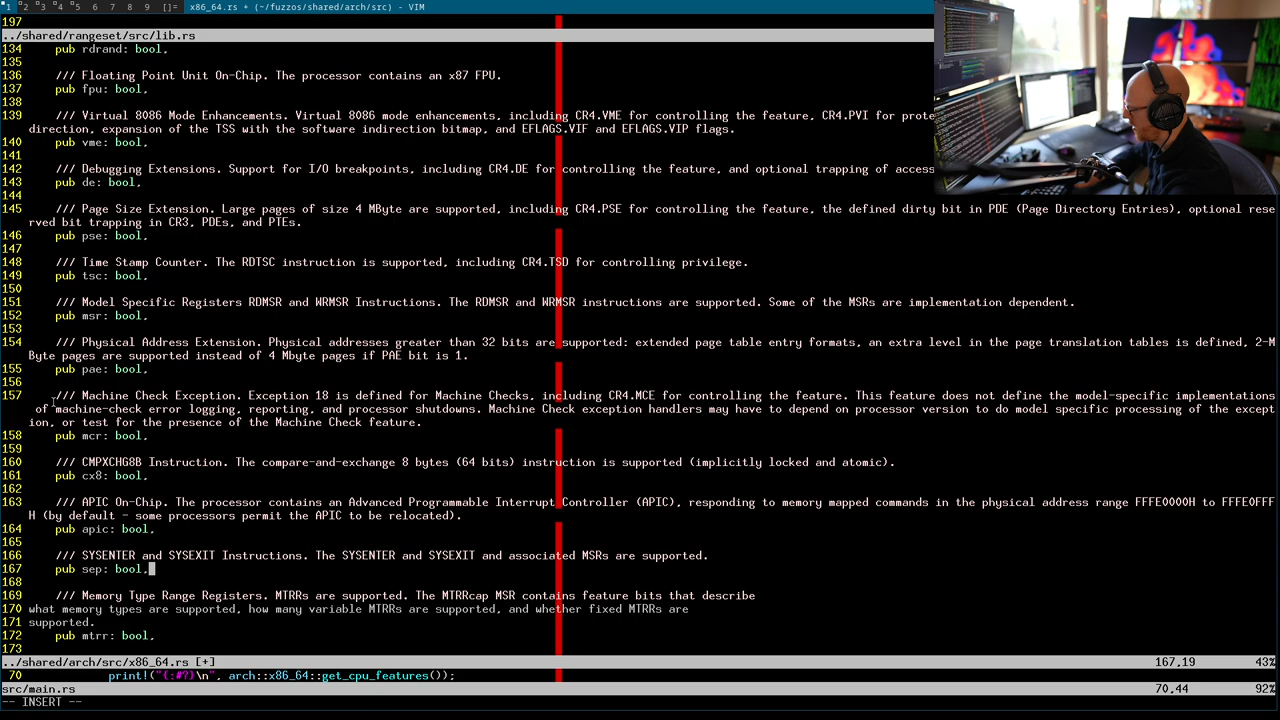 1 2 3 4 5 6 7 8 9 []= x86_64.rs + (~/fuzzos/shared/arch/src) - VIM
197
../shared/rangeset/src/lib.rs
134 pub rdrand: bool,
135
136 /// Floating Point Unit On-Chip. The processor contains an x87 FPU.
137 pub fpu: bool,
138
139 /// Virtual 8086 Mode Enhancements. Virtual 8086 mode enhancements, including CR4.VME for controlling the feature, CR4.PVI for prote
direction, expansion of the TSS with the software indirection bitmap, and EFLAGS.VIF and EFLAGS.VIP flags.
140 pub vme: bool,
141
142 /// Debugging Extensions. Support for I/O breakpoints, including CR4.DE for controlling the feature, and optional trapping of access
143 pub de: bool,
144
145 /// Page Size Extension. Large pages of size 4 MByte are supported, including CR4.PSE for controlling the feature, the defined dirty bit in PDE (Page Directory Entries), optional rese
rved bit trapping in CR3, PDEs, and PTEs.
146 pub pse: bool,
147
148 /// Time Stamp Counter. The RDTSC instruction is supported, including CR4.TSD for controlling privilege.
149 pub tsc: bool,
150
151 /// Model Specific Registers RDMSR and WRMSR Instructions. The RDMSR and WRMSR instructions are supported. Some of the MSRs are implementation dependent.
152 pub msr: bool,
153
154 /// Physical Address Extension. Physical addresses greater than 32 bits are supported: extended page table entry formats, an extra level in the page translation tables is defined, 2-M
Byte pages are supported instead of 4 Mbyte pages if PAE bit is 1.
155 pub pae: bool,
156
157 /// Machine Check Exception. Exception 18 is defined for Machine Checks, including CR4.MCE for controlling the feature. This feature does not define the model-specific implementations
of machine-check error logging, reporting, and processor shutdowns. Machine Check exception handlers may have to depend on processor version to do model specific processing of the except
ion, or test for the presence of the Machine Check feature.
158 pub mcr: bool,
159
160 /// CMPXCHG8B Instruction. The compare-and-exchange 8 bytes (64 bits) instruction is supported (implicitly locked and atomic).
161 pub cx8: bool,
162
163 /// APIC On-Chip. The processor contains an Advanced Programmable Interrupt Controller (APIC), responding to memory mapped commands in the physical address range FFFE0000H to FFFE0FFF
H (by default - some processors permit the APIC to be relocated).
164 pub apic: bool,
165
166 /// SYSENTER and SYSEXIT Instructions. The SYSENTER and SYSEXIT and associated MSRs are supported.
167 pub sep: bool,
168
169 /// Memory Type Range Registers. MTRRs are supported. The MTRRcap MSR contains feature bits that describe
170 what memory types are supported, how many variable MTRRs are supported, and whether fixed MTRRs are
171 supported.
172 pub mtrr: bool,
173
../shared/arch/src/x86_64.rs [+] 167,19 43%
70 print!("{:#?}\n", arch::x86_64::get_cpu_features());
src/main.rs 70,44 92%
-- INSERT --